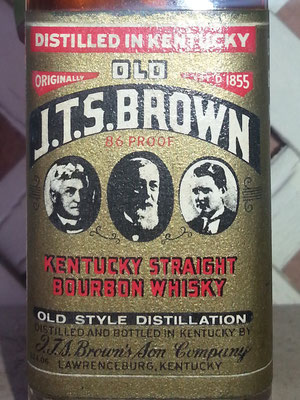 DISTILLED IN KENTUCKY
OLD
ORIGINALLY 1855
J.T.S. BROWN
86 PROOF
KENTUCKY STRAIGHT
BOURBON WHISKY
OLD STYLE DISTILLATION
DISTILLED AND BOTTLED IN KENTUCKY BY
J.T.S. Brown's Son Company
LAWRENCEBURG, KENTUCKY